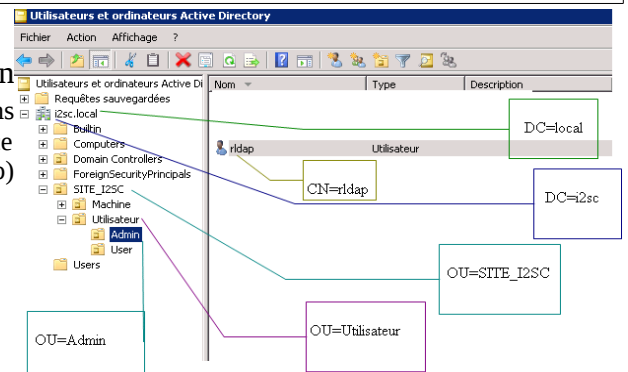 Utilisateurs et ordinateurs Active Directory
Fichier Action Affichage ?
Utilisateurs et ordinateurs Active Di
Requêtes sauvegardées
i2sc.local
Builtin
Computers
Domain Controllers
ForeignSecurityPrincipals
SITE_I2SC
Machine
Utilisateur
Admin
User
Users
Nom Type Description
rldap Utilisateur
DC=local
CN=rldap
DC=i2sc
OU=SITE_I2SC
OU=Utilisateur
OU=Admin